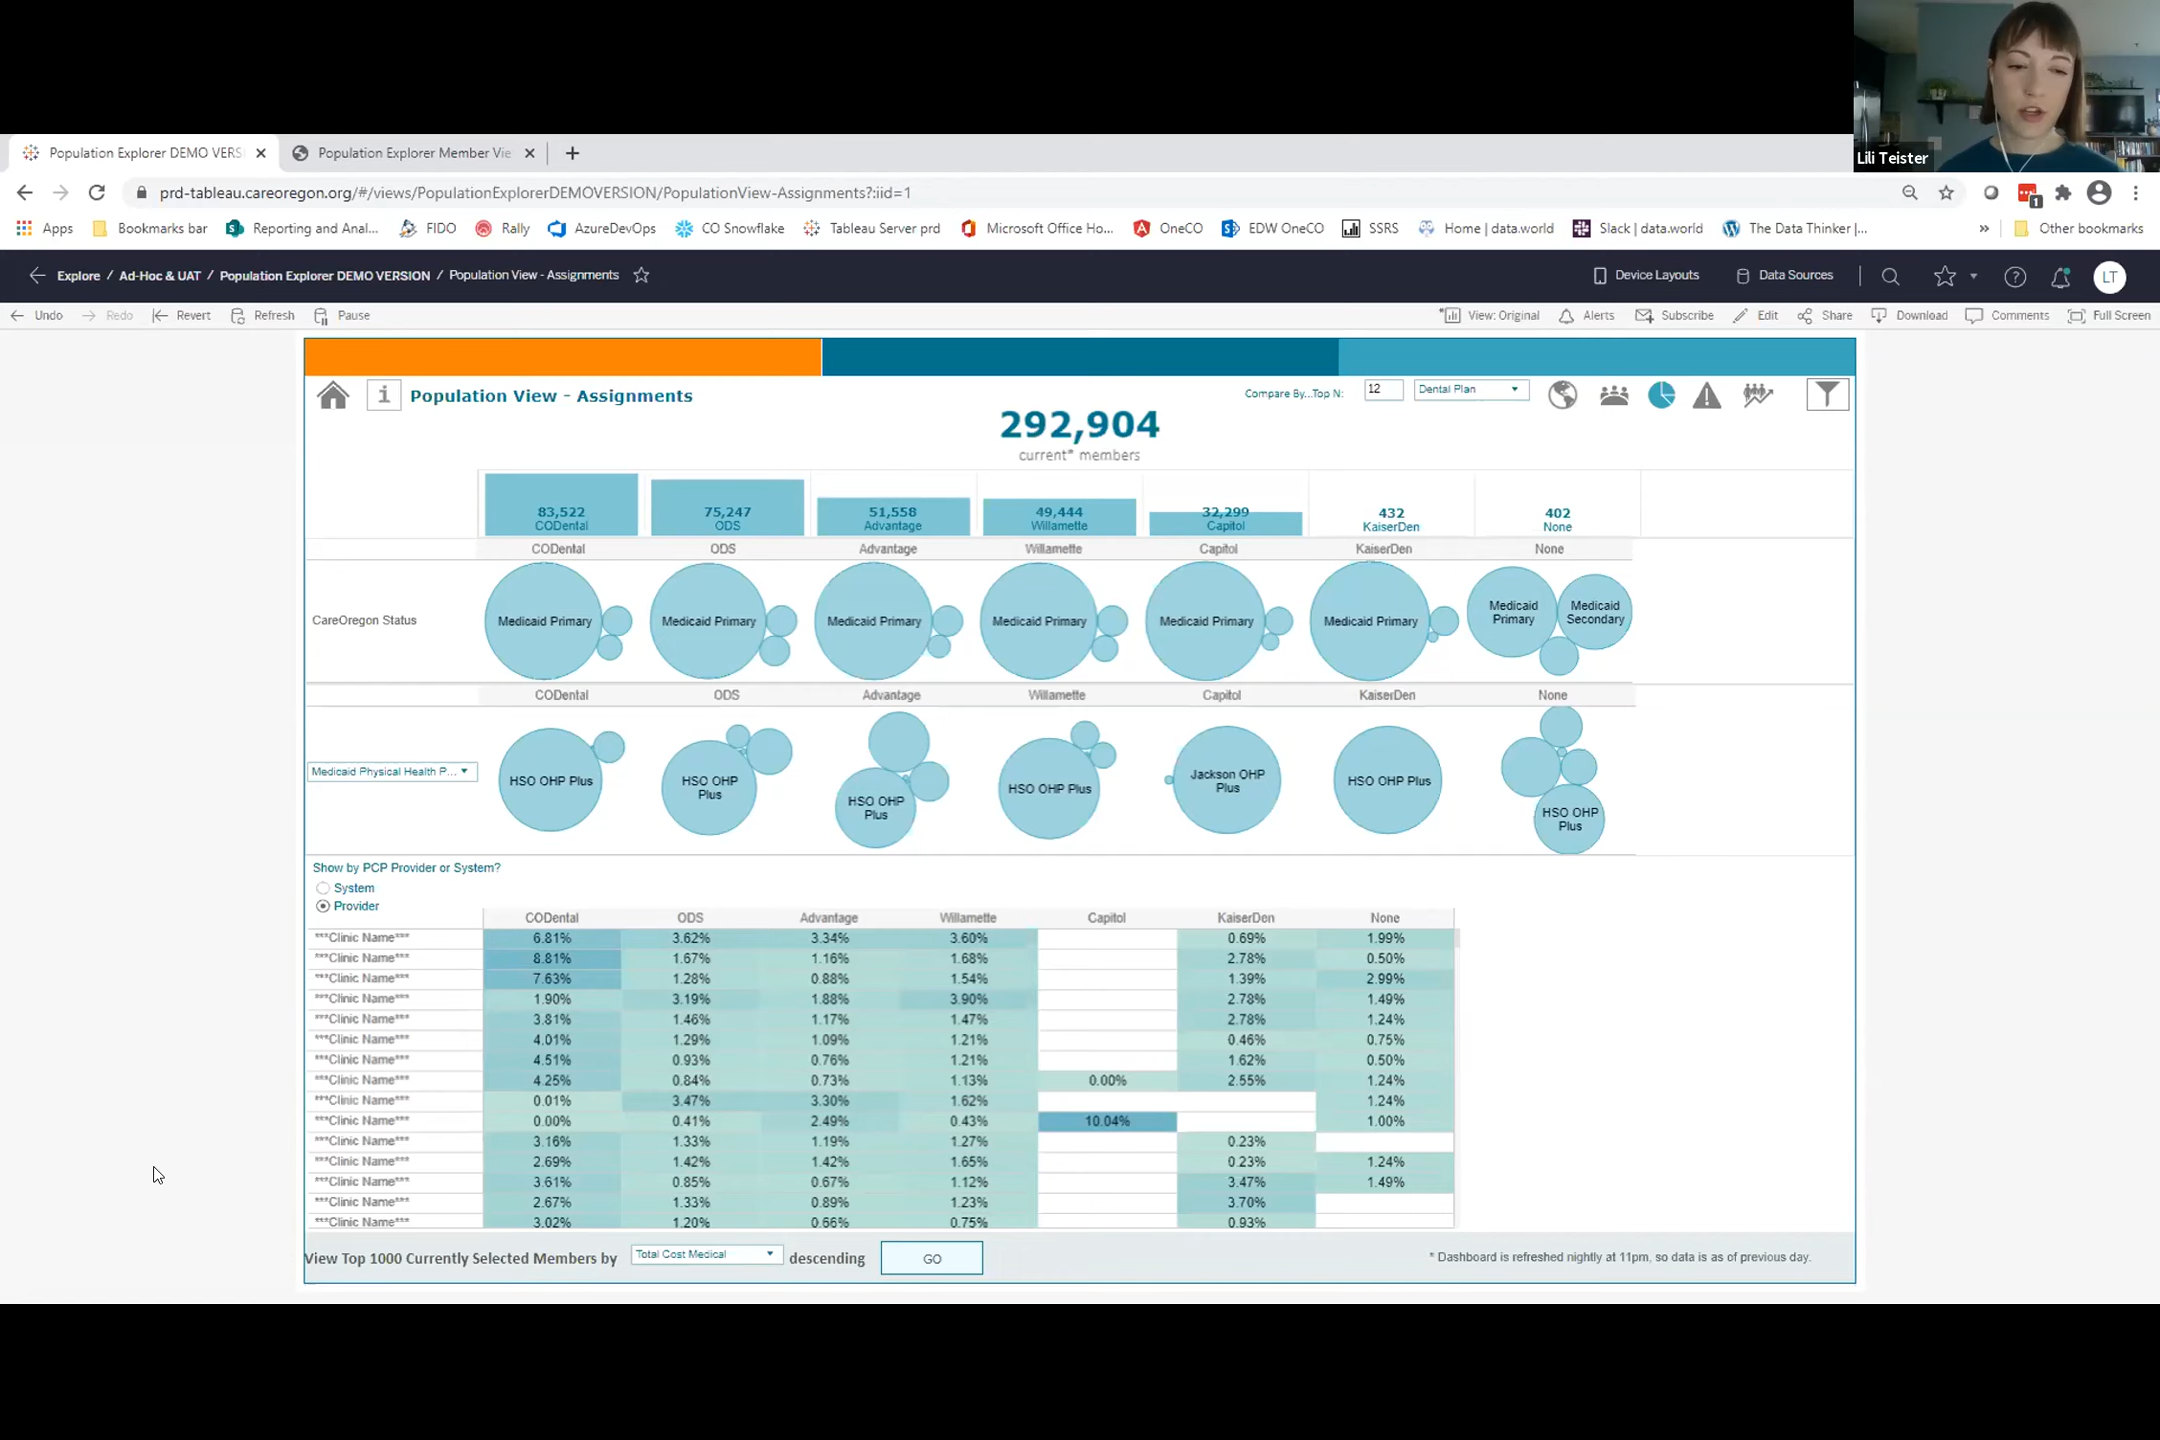 Lili Teister
Population Explorer DEMO VERS
Population Explorer Member Vie
prd-tableau.careoregon.org/#/views/PopulationExplorerDEMOVERSION/PopulationView-Assignments?:iid=1
1
Apps Bookmarks bar Reporting and Anal... FIDO Rally AzureDevOps CO Snowflake Tableau Server prd Microsoft Office Ho... OneCO EDW OneCO SSRS Home | data.world Slack | data.world The Data Thinker |... » Other bookmarks
Explore / Ad-Hoc & UAT / Population Explorer DEMO VERSION / Population View - Assignments
Device Layouts Data Sources LT
Undo Redo Revert Refresh Pause View: Original Alerts Subscribe Edit Share Download Comments Full Screen
i Population View - Assignments
Compare By...Top N: 12 Dental Plan
292,904
current* members
83,522 75,247 51,558 49,444 32,299 432 402
CODental ODS Advantage Willamette Capitol KaiserDen None
CODental ODS Advantage Willamette Capitol KaiserDen None
CareOregon Status
Medicaid Primary Medicaid Primary Medicaid Primary Medicaid Primary Medicaid Primary Medicaid Primary Medicaid Primary Medicaid Secondary
CODental ODS Advantage Willamette Capitol KaiserDen None
Medicaid Physical Health P...
HSO OHP Plus HSO OHP Plus HSO OHP Plus HSO OHP Plus Jackson OHP Plus HSO OHP Plus HSO OHP Plus
Show by PCP Provider or System?
System
Provider
CODental ODS Advantage Willamette Capitol KaiserDen None
***Clinic Name*** 6.81% 3.62% 3.34% 3.60% 0.69% 1.99%
***Clinic Name*** 8.81% 1.67% 1.16% 1.68% 2.78% 0.50%
***Clinic Name*** 7.63% 1.28% 0.88% 1.54% 1.39% 2.99%
***Clinic Name*** 1.90% 3.19% 1.88% 3.90% 2.78% 1.49%
***Clinic Name*** 3.81% 1.46% 1.17% 1.47% 2.78% 1.24%
***Clinic Name*** 4.01% 1.29% 1.09% 1.21% 0.46% 0.75%
***Clinic Name*** 4.51% 0.93% 0.76% 1.21% 1.62% 0.50%
***Clinic Name*** 4.25% 0.84% 0.73% 1.13% 0.00% 2.55% 1.24%
***Clinic Name*** 0.01% 3.47% 3.30% 1.62% 1.24%
***Clinic Name*** 0.00% 0.41% 2.49% 0.43% 10.04% 1.00%
***Clinic Name*** 3.16% 1.33% 1.19% 1.27% 0.23%
***Clinic Name*** 2.69% 1.42% 1.42% 1.65% 0.23% 1.24%
***Clinic Name*** 3.61% 0.85% 0.67% 1.12% 3.47% 1.49%
***Clinic Name*** 2.67% 1.33% 0.89% 1.23% 3.70%
***Clinic Name*** 3.02% 1.20% 0.66% 0.75% 0.93%
View Top 1000 Currently Selected Members by Total Cost Medical descending GO
* Dashboard is refreshed nightly at 11pm, so data is as of previous day.